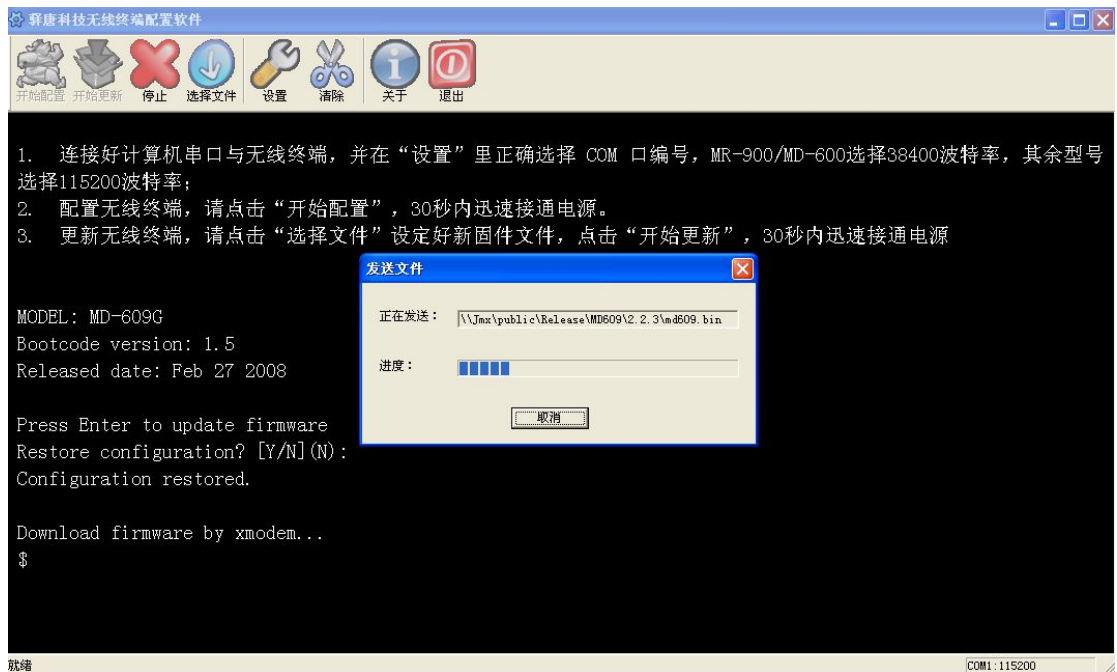 驿唐科技无线终端配置软件
开始配置 开始更新 停止 选择文件 设置 清除 关于 退出
1. 连接好计算机串口与无线终端，并在“设置”里正确选择 COM 口编号，MR-900/MD-600选择38400波特率，其余型号
选择115200波特率；
2. 配置无线终端，请点击“开始配置”，30秒内迅速接通电源。
3. 更新无线终端，请点击“选择文件”设定好新固件文件，点击“开始更新”，30秒内迅速接通电源
发送文件
正在发送： \\Jmx\public\Release\MD609\2.2.3\md609.bin
进度：
取消
MODEL: MD-609G
Bootcode version: 1.5
Released date: Feb 27 2008
Press Enter to update firmware
Restore configuration? [Y/N](N):
Configuration restored.
Download firmware by xmodem...
$
就绪
COM1:115200